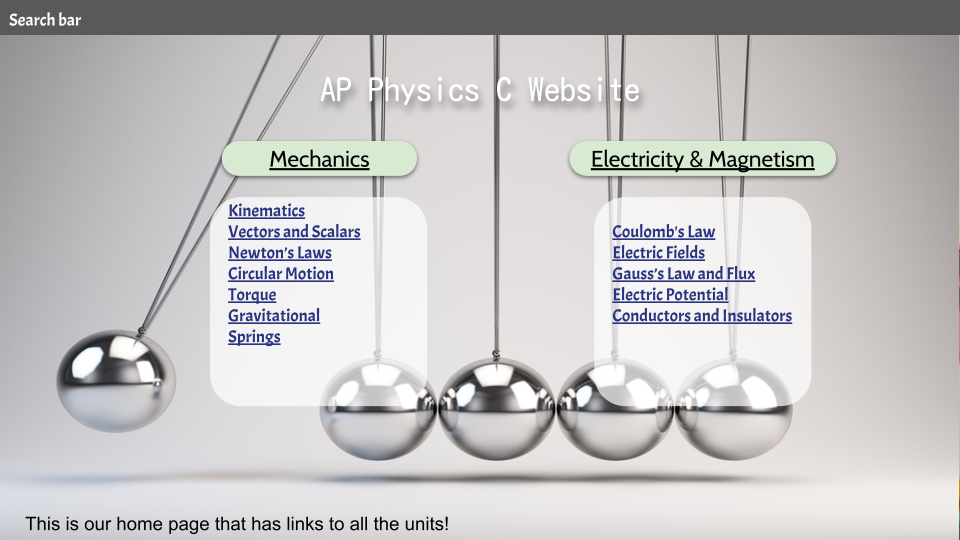 Search bar
AP Physics C Website
Mechanics
Electricity & Magnetism
Kinematics
Vectors and Scalars
Newton's Laws
Circular Motion
Torque
Gravitational
Springs
Coulomb's Law
Electric Fields
Gauss's Law and Flux
Electric Potential
Conductors and Insulators
This is our home page that has links to all the units!